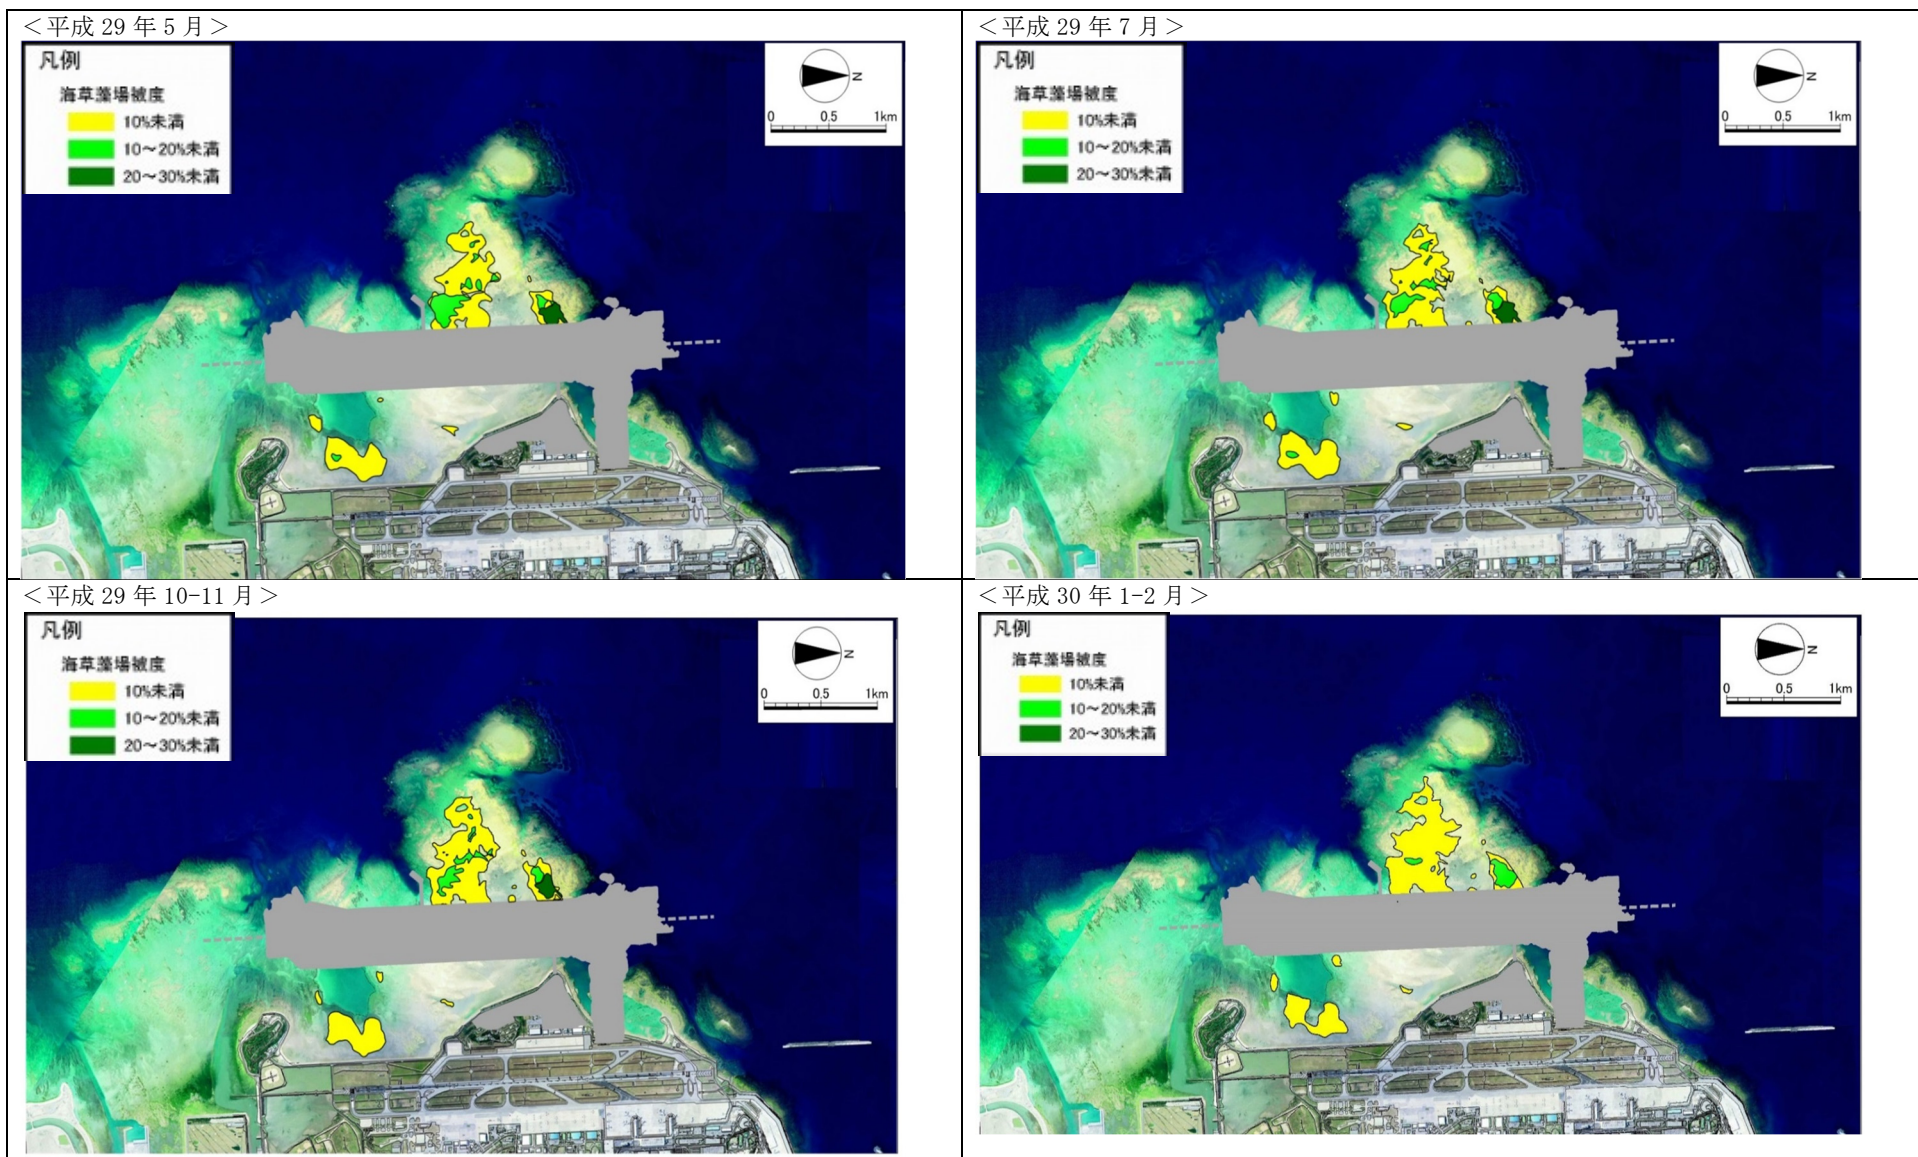 ＜平成 29 年 5 月＞
凡例
海草藻場被度
10%未満
10～20%未満
20～30%未満
N
0 0.5 1km
＜平成 29 年 7 月＞
凡例
海草藻場被度
10%未満
10～20%未満
20～30%未満
N
0 0.5 1km
＜平成 29 年 10-11 月＞
凡例
海草藻場被度
10%未満
10～20%未満
20～30%未満
N
0 0.5 1km
＜平成 30 年 1-2 月＞
凡例
海草藻場被度
10%未満
10～20%未満
20～30%未満
N
0 0.5 1km